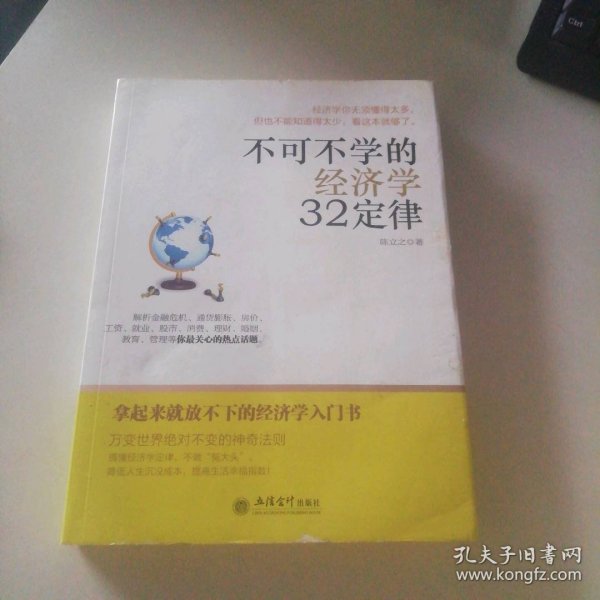 经济学你无须懂得太多，
但也不能知道得太少，看这本就够了。
不可不学的
经济学
32定律
陈立之◎著
解析金融危机、通货膨胀、房价、
工资、就业、股市、消费、理财、婚姻、
教育、管理等你最关心的热点话题。
拿起来就放不下的经济学入门书
万变世界绝对不变的神奇法则
懂懂经济学定律，不做“冤大头”、
降低人生沉没成本，提高生活幸福指数！
立信会计出版社
Ctrl
孔夫子旧书网
www.kongfz.com